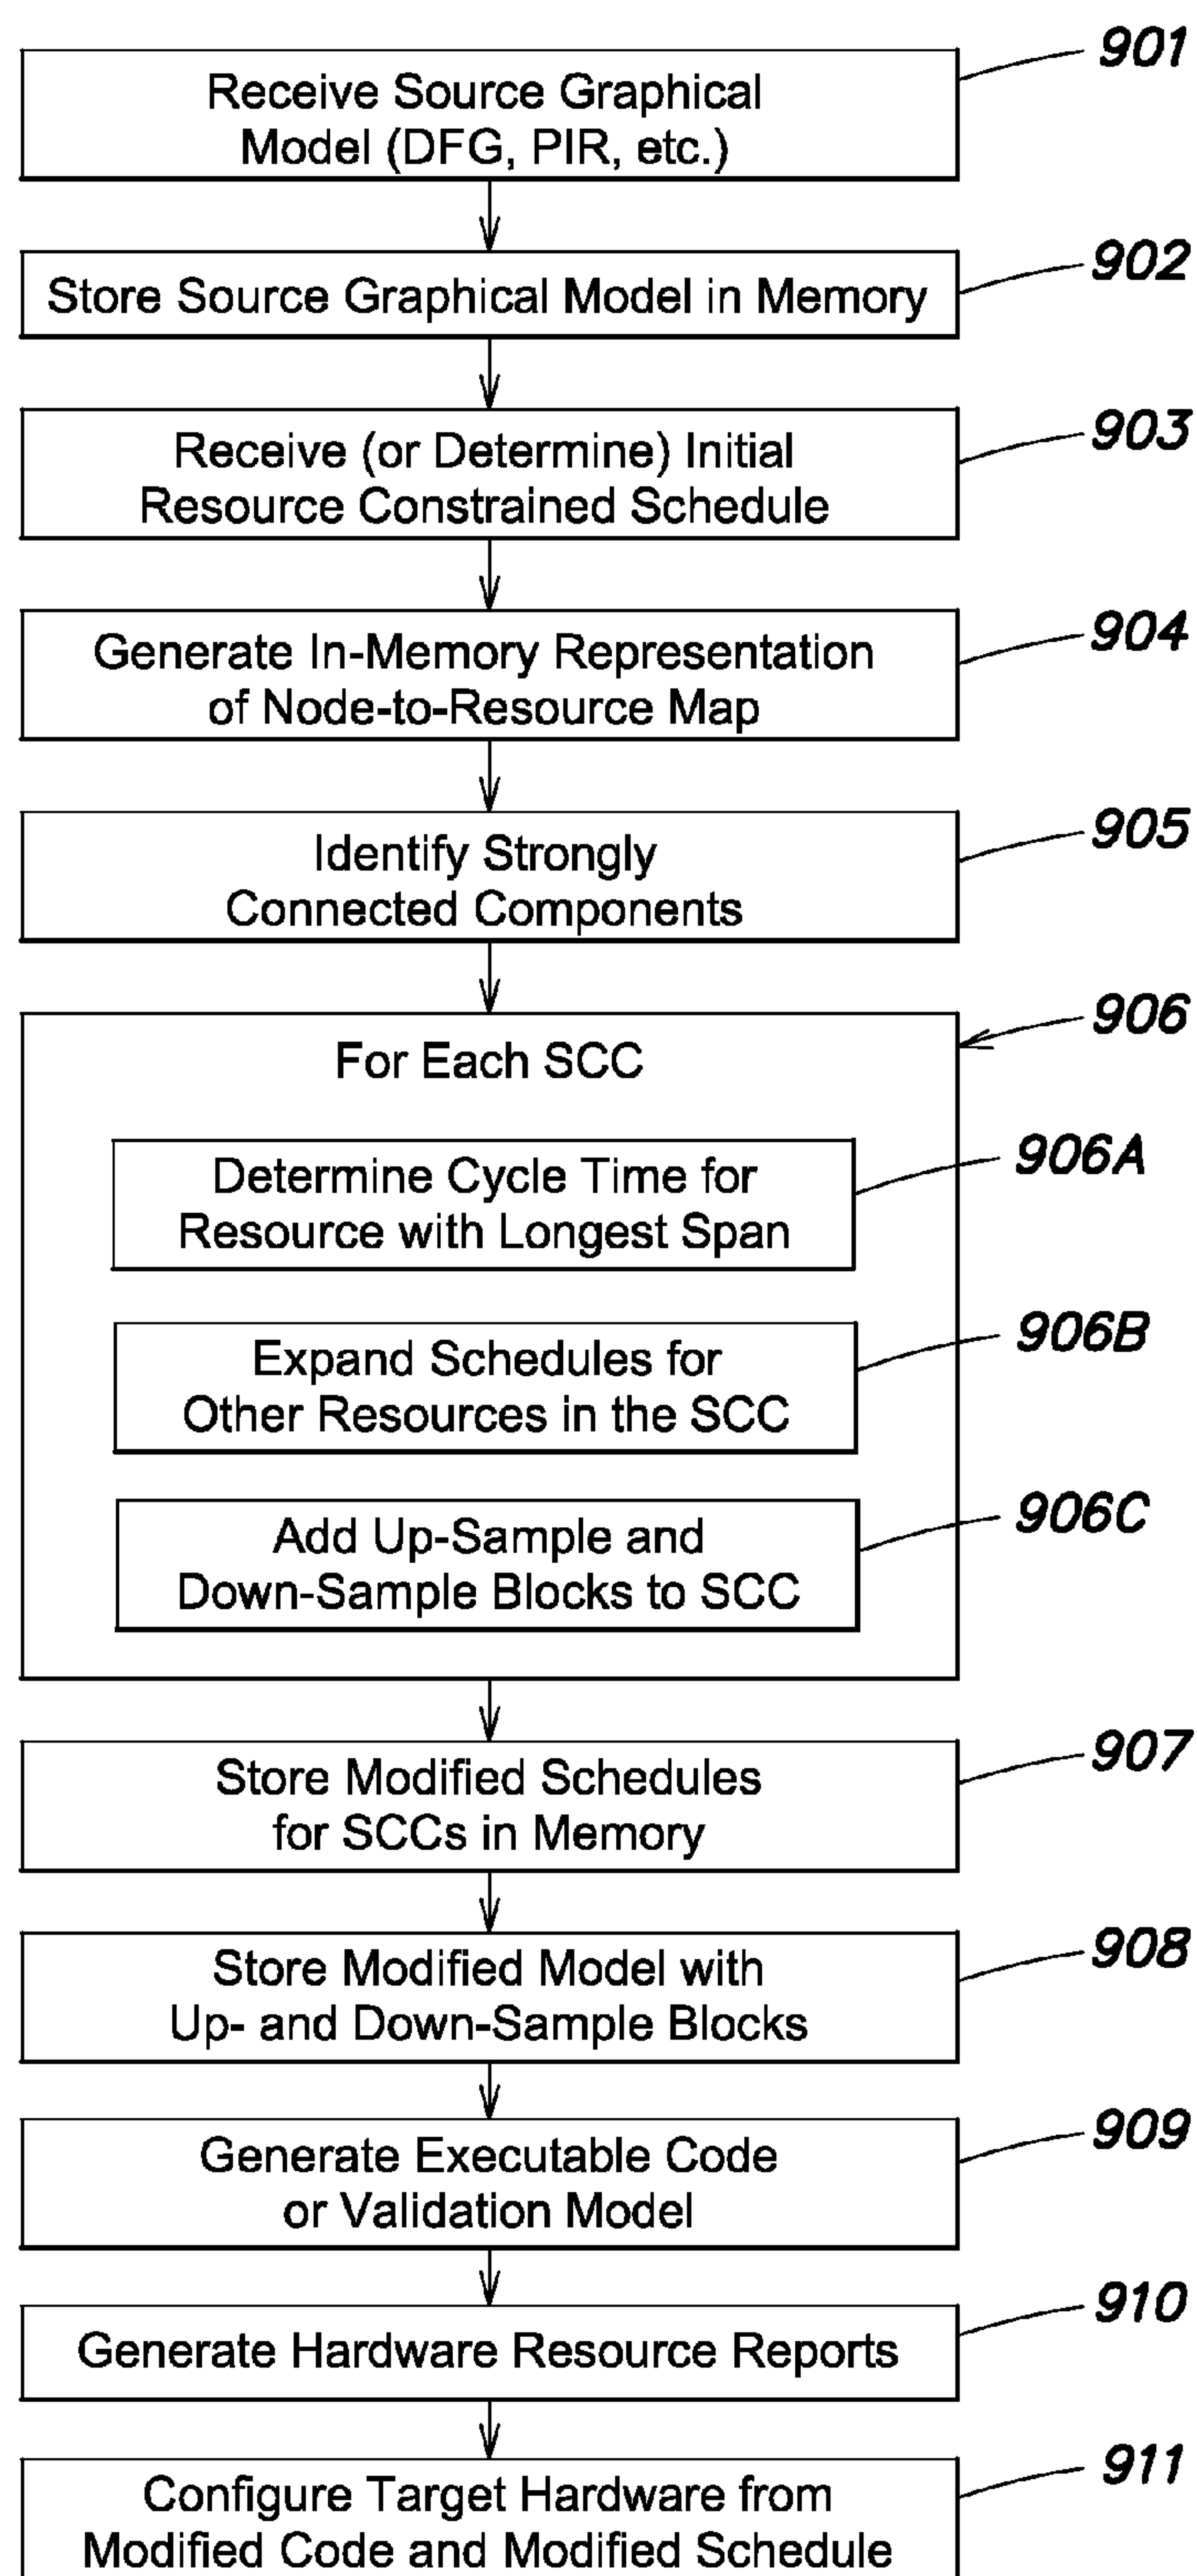 901
Receive Source Graphical
Model (DFG, PIR, etc.)
902
Store Source Graphical Model in Memory
903
Receive (or Determine) Initial
Resource Constrained Schedule
904
Generate In-Memory Representation
of Node-to-Resource Map
905
Identify Strongly
Connected Components
906
For Each SCC
906A
Determine Cycle Time for
Resource with Longest Span
906B
Expand Schedules for
Other Resources in the SCC
906C
Add Up-Sample and
Down-Sample Blocks to SCC
907
Store Modified Schedules
for SCCs in Memory
908
Store Modified Model with
Up- and Down-Sample Blocks
909
Generate Executable Code
or Validation Model
910
Generate Hardware Resource Reports
911
Configure Target Hardware from
Modified Code and Modified Schedule